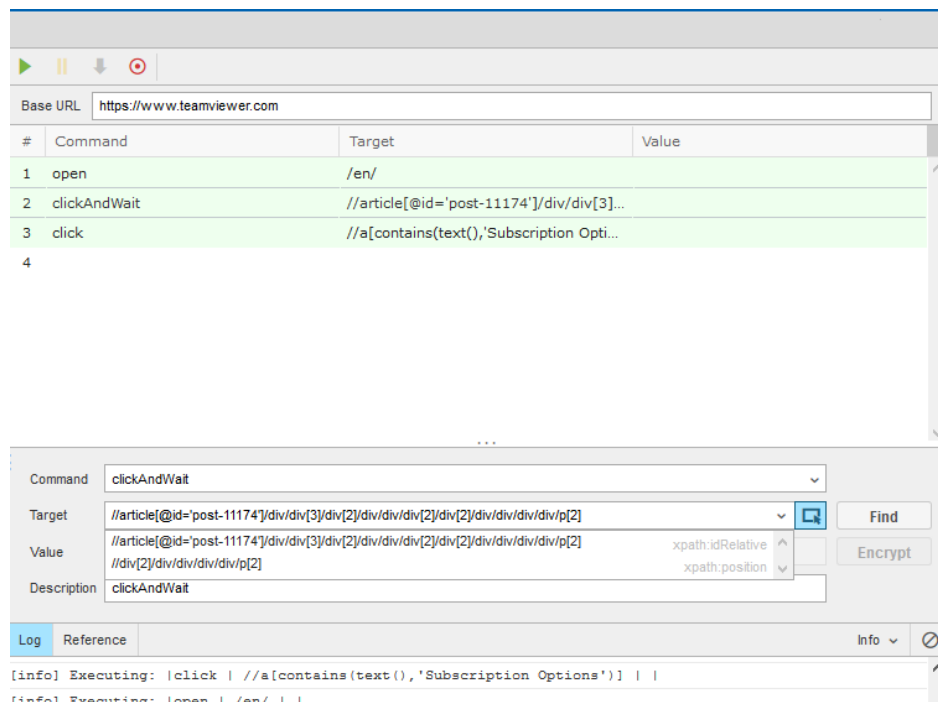 Base URL https://www.teamviewer.com
# Command Target Value
1 open /en/
2 clickAndWait //article[@id='post-11174']/div/div[3]...
3 click //a[contains(text(),'Subscription Opti...
4
Command clickAndWait
Target //article[@id='post-11174']/div/div[3]/div[2]/div/div/div[2]/div[2]/div/div/div/div/p[2] Find
//article[@id='post-11174']/div/div[3]/div[2]/div/div/div[2]/div[2]/div/div/div/div/p[2] xpath:idRelative
Value Encrypt
//div[2]/div/div/div/div/p[2] xpath:position
Description clickAndWait
Log Reference Info
[info] Executing: |click | //a[contains(text(),'Subscription Options')] | |
[info] Executing: |open | /en/ | |